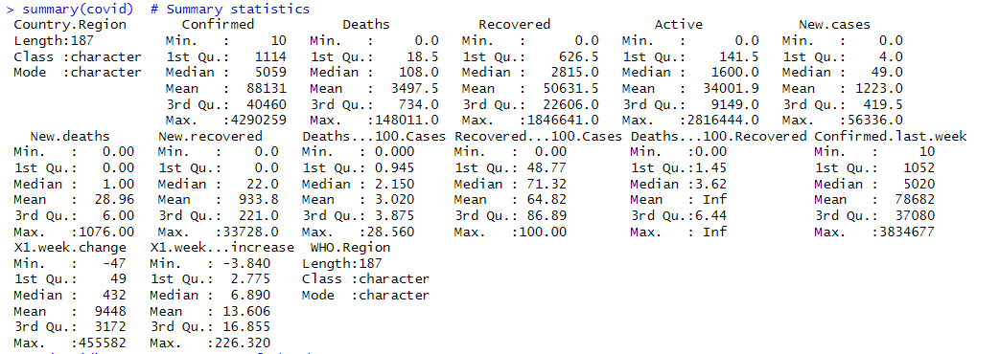 > summary(covid)  # Summary statistics
 Country.Region       Confirmed           Deaths           Recovered             Active            New.cases
 Length:187         Min.   :     10   Min.   :     0.0   Min.   :      0.0   Min.   :      0.0   Min.   :    0.0
 Class :character   1st Qu.:   1114   1st Qu.:    18.5   1st Qu.:    626.5   1st Qu.:    141.5   1st Qu.:    4.0
 Mode  :character   Median :   5059   Median :   108.0   Median :   2815.0   Median :   1600.0   Median :   49.0
                    Mean   :  88131   Mean   :  3497.5   Mean   :  50631.5   Mean   :  34001.9   Mean   : 1223.0
                    3rd Qu.:  40460   3rd Qu.:   734.0   3rd Qu.:  22606.0   3rd Qu.:   9149.0   3rd Qu.:  419.5
                    Max.   :4290259   Max.   :148011.0   Max.   :1846641.0   Max.   :2816444.0   Max.   :56336.0
   New.deaths      New.recovered     Deaths...100.Cases Recovered...100.Cases Deaths...100.Recovered Confirmed.last.week
 Min.   :   0.00   Min.   :    0.0   Min.   : 0.000     Min.   :  0.00        Min.   :0.00           Min.   :     10
 1st Qu.:   0.00   1st Qu.:    0.0   1st Qu.: 0.945     1st Qu.: 48.77        1st Qu.:1.45           1st Qu.:   1052
 Median :   1.00   Median :   22.0   Median : 2.150     Median : 71.32        Median :3.62           Median :   5020
 Mean   :  28.96   Mean   :  933.8   Mean   : 3.020     Mean   : 64.82        Mean   : Inf           Mean   :  78682
 3rd Qu.:   6.00   3rd Qu.:  221.0   3rd Qu.: 3.875     3rd Qu.: 86.89        3rd Qu.:6.44           3rd Qu.:  37080
 Max.   :1076.00   Max.   :33728.0   Max.   :28.560     Max.   :100.00        Max.   : Inf           Max.   :3834677
 X1.week.change   X1.week...increase  WHO.Region
 Min.   :   -47   Min.   : -3.840    Length:187
 1st Qu.:    49   1st Qu.:  2.775    Class :character
 Median :   432   Median :  6.890    Mode  :character
 Mean   :  9448   Mean   : 13.606
 3rd Qu.:  3172   3rd Qu.: 16.855
 Max.   :455582   Max.   :226.320